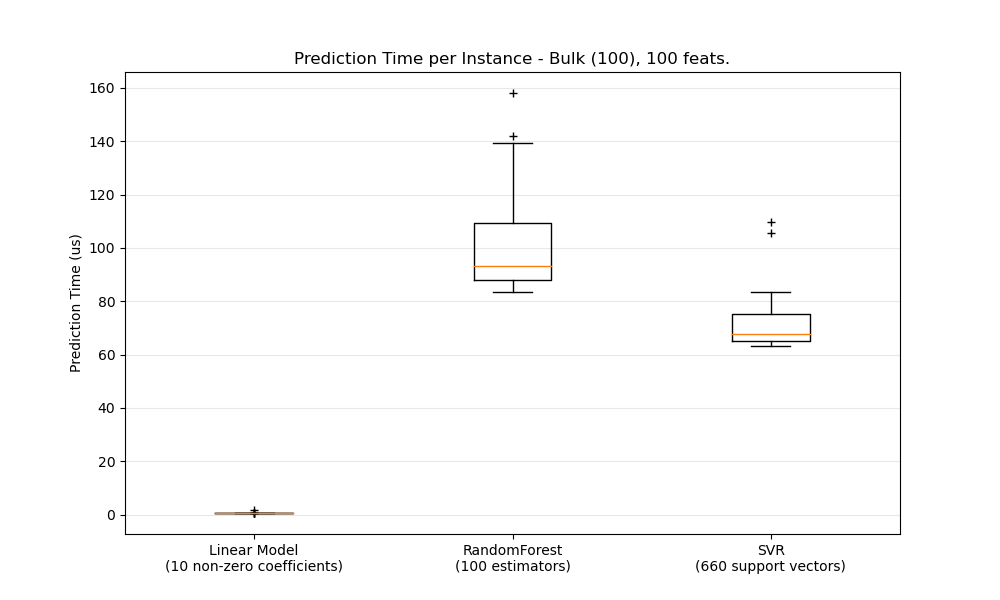 Prediction Time per Instance - Bulk (100), 100 feats.
160
140
120
100
80
60
40
20
0
Prediction Time (us)
Linear Model
(10 non-zero coefficients)
RandomForest
(100 estimators)
SVR
(660 support vectors)